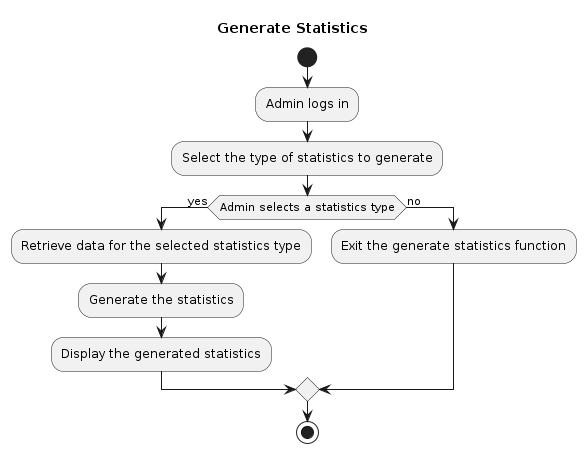 Generate Statistics
Admin logs in
Select the type of statistics to generate
yes
Admin selects a statistics type
no
Retrieve data for the selected statistics type
Exit the generate statistics function
Generate the statistics
Display the generated statistics